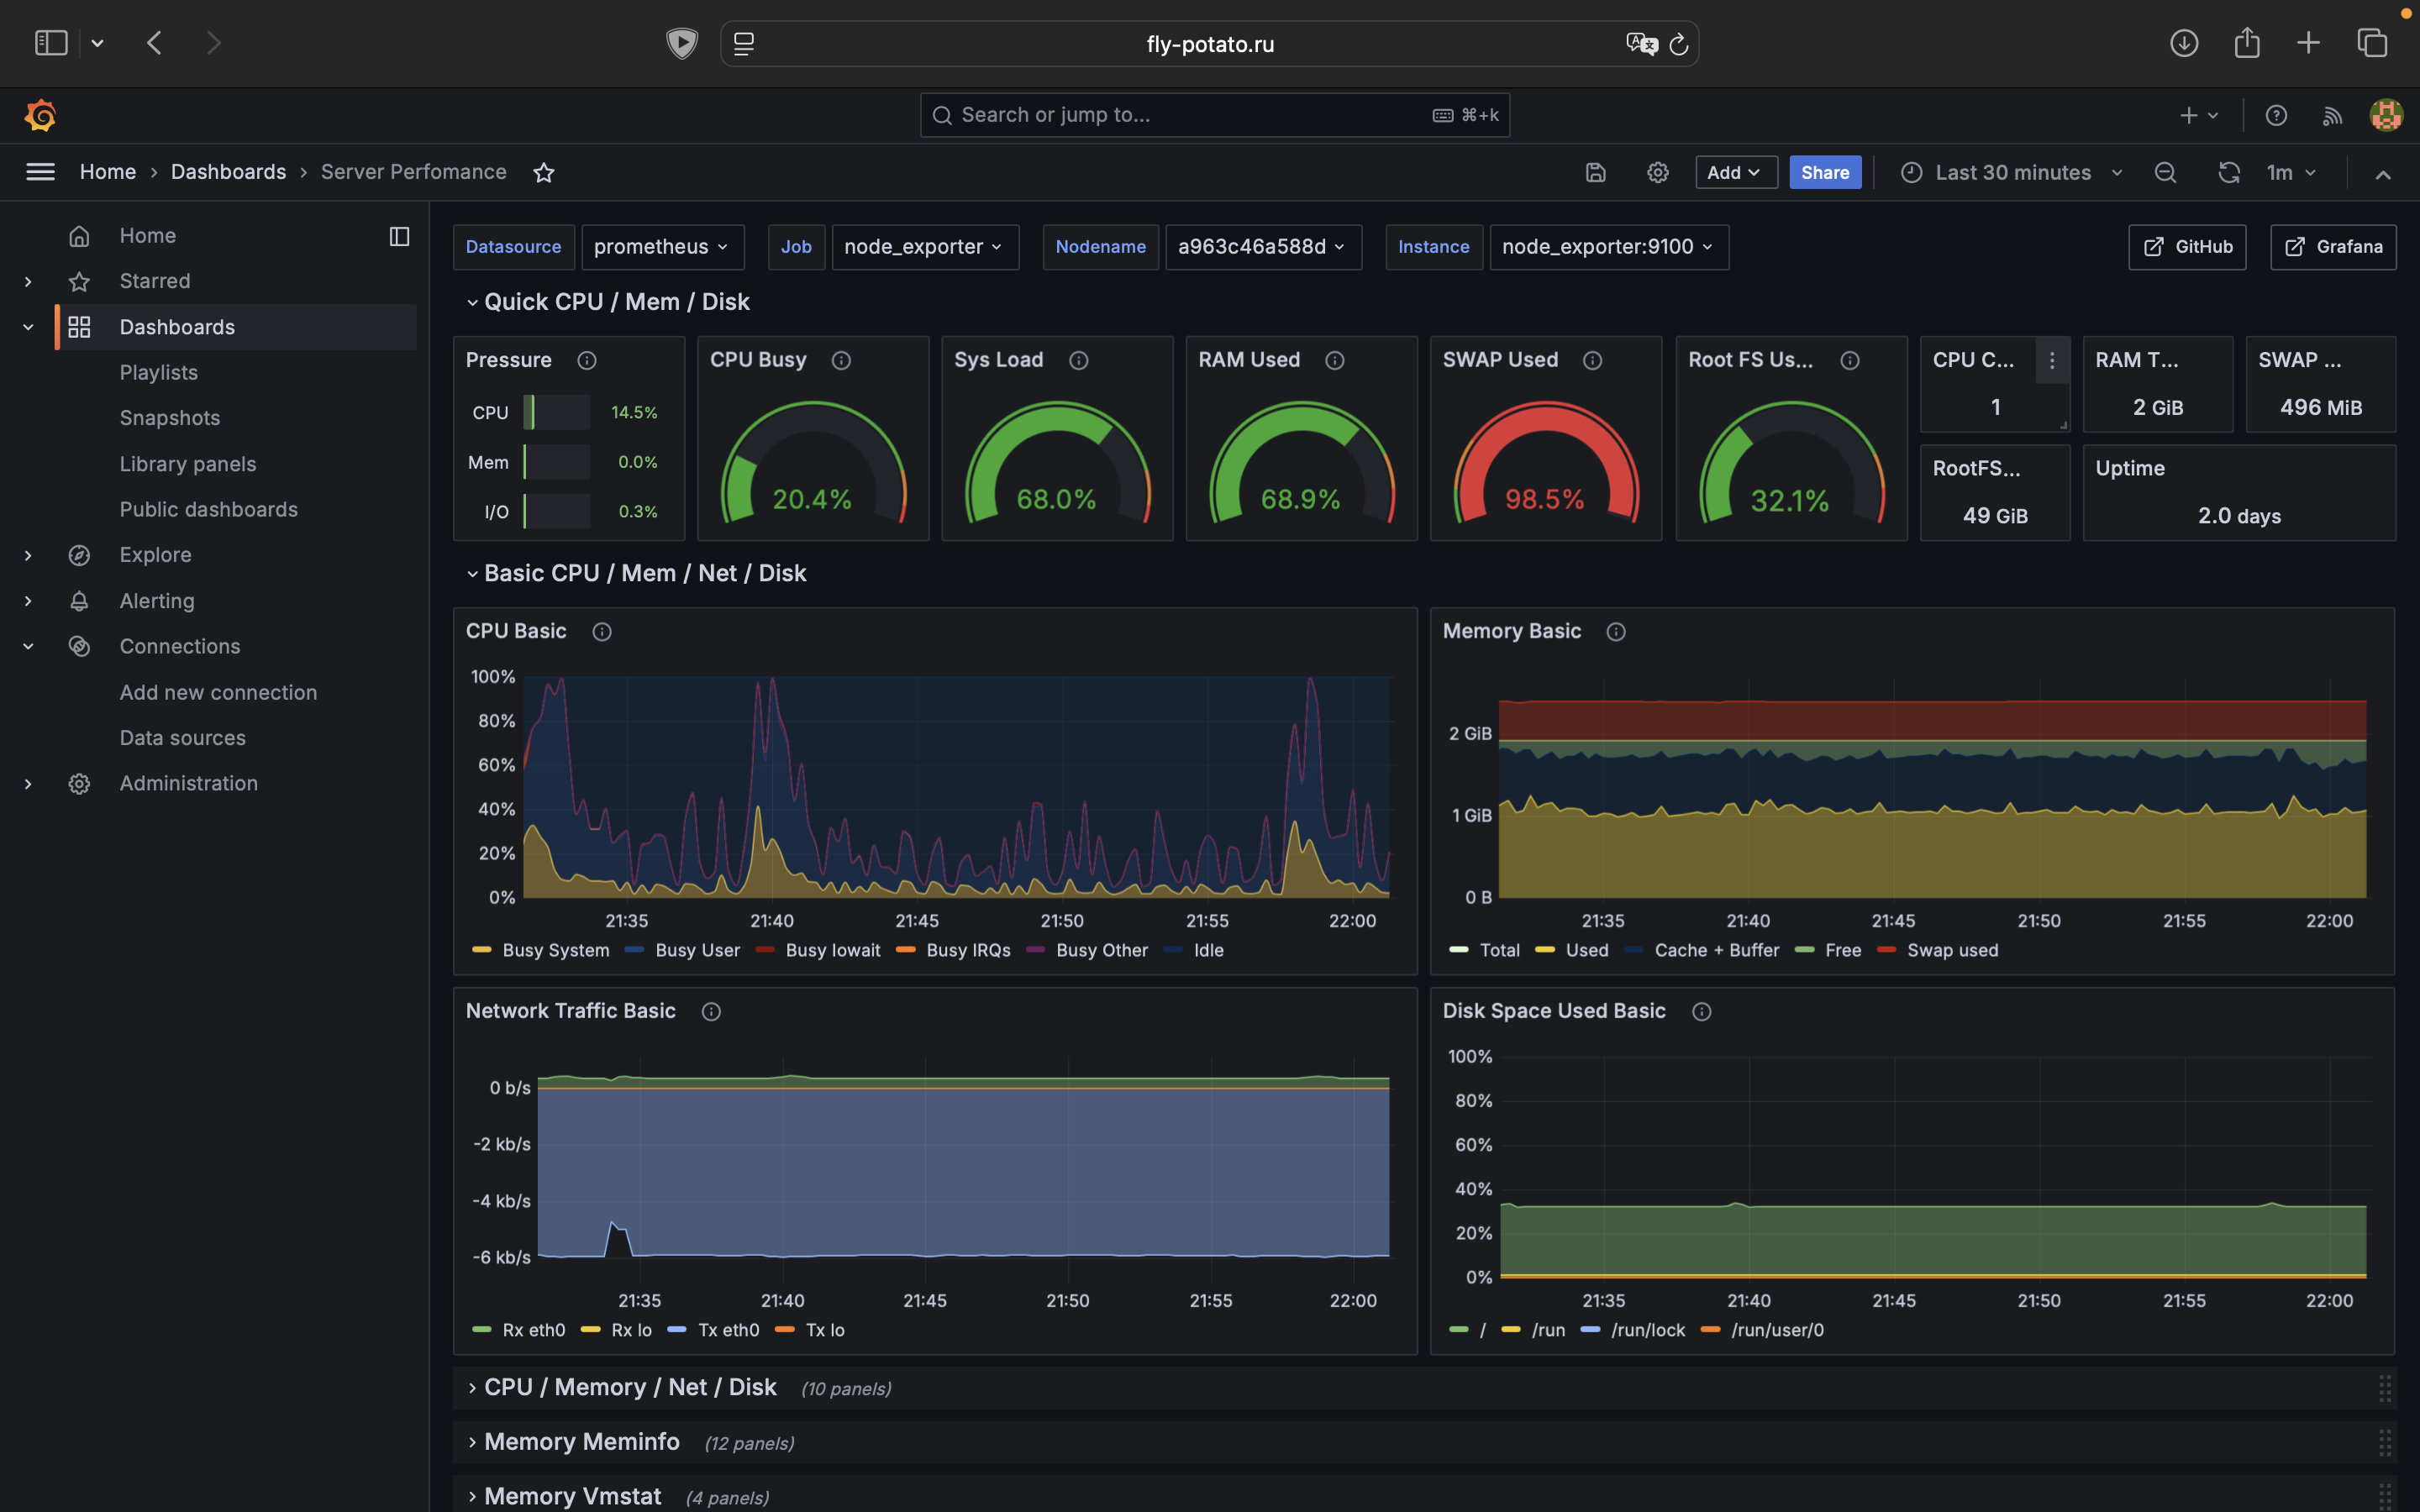 fly-potato.ru
Search or jump to... ⌘+k
Home › Dashboards › Server Perfomance
Add Share Last 30 minutes 1m
Home
Starred
Dashboards
Playlists
Snapshots
Library panels
Public dashboards
Explore
Alerting
Connections
Add new connection
Data sources
Administration
Datasource prometheus Job node_exporter Nodename a963c46a588d Instance node_exporter:9100 GitHub Grafana
Quick CPU / Mem / Disk
Pressure
CPU 14.5%
Mem 0.0%
I/O 0.3%
CPU Busy
20.4%
Sys Load
68.0%
RAM Used
68.9%
SWAP Used
98.5%
Root FS Us...
32.1%
CPU C...
1
RAM T...
2 GiB
SWAP ...
496 MiB
RootFS...
49 GiB
Uptime
2.0 days
Basic CPU / Mem / Net / Disk
CPU Basic
100%
80%
60%
40%
20%
0%
21:35 21:40 21:45 21:50 21:55 22:00
Busy System Busy User Busy Iowait Busy IRQs Busy Other Idle
Memory Basic
2 GiB
1 GiB
0 B
21:35 21:40 21:45 21:50 21:55 22:00
Total Used Cache + Buffer Free Swap used
Network Traffic Basic
0 b/s
-2 kb/s
-4 kb/s
-6 kb/s
21:35 21:40 21:45 21:50 21:55 22:00
Rx eth0 Rx lo Tx eth0 Tx lo
Disk Space Used Basic
100%
80%
60%
40%
20%
0%
21:35 21:40 21:45 21:50 21:55 22:00
/ /run /run/lock /run/user/0
CPU / Memory / Net / Disk (10 panels)
Memory Meminfo (12 panels)
Memory Vmstat (4 panels)